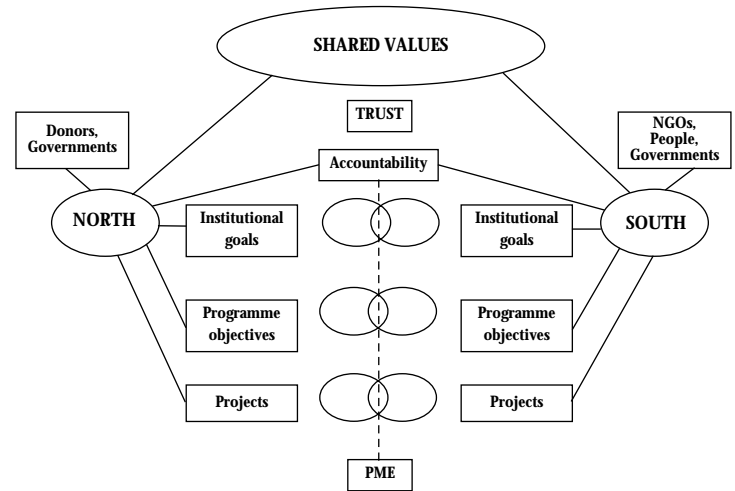 SHARED VALUES
TRUST
Donors,
Governments
NGOs,
People,
Governments
Accountability
NORTH
Institutional
goals
Institutional
goals
SOUTH
Programme
objectives
Programme
objectives
Projects
Projects
PME